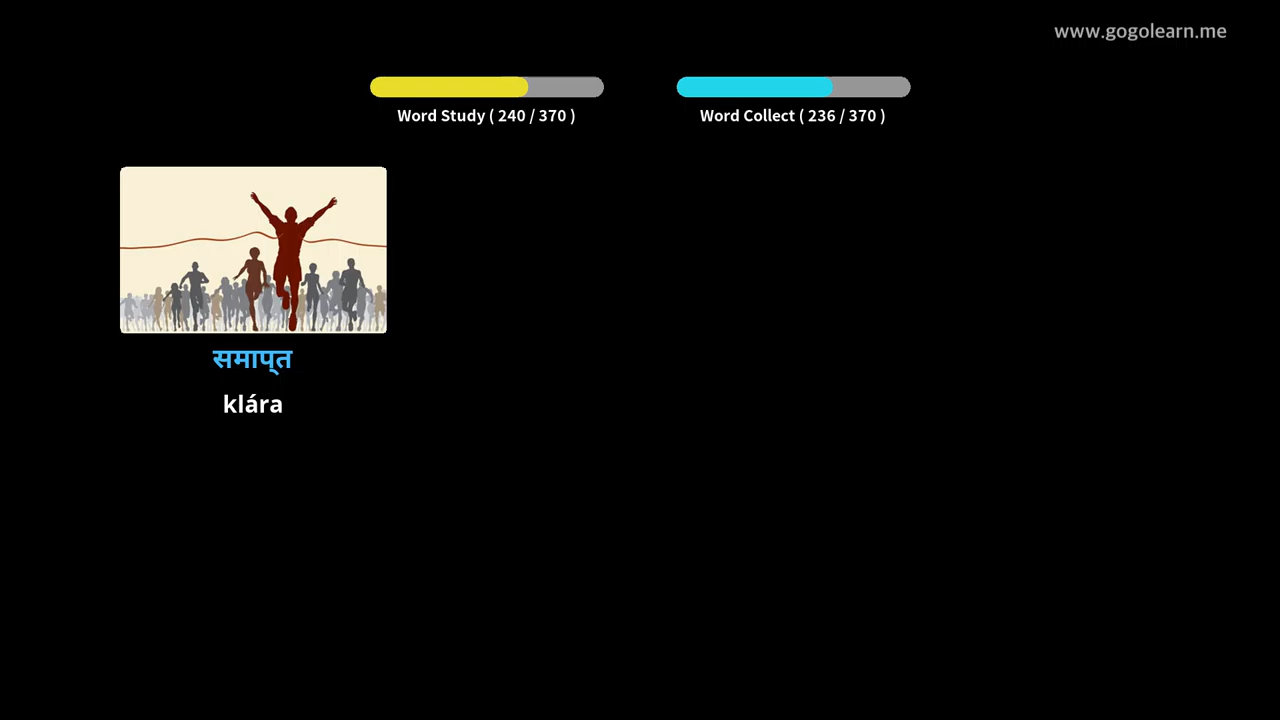 www.gogolearn.me
Word Study ( 240 / 370 )
Word Collect ( 236 / 370 )
समाप्त
klára